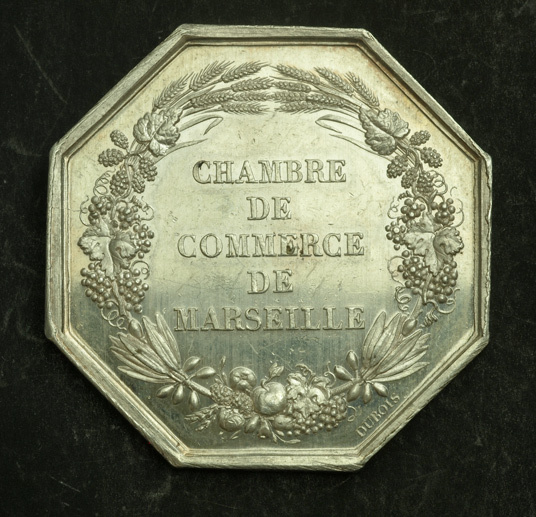 CHAMBRE
DE
COMMERCE
DE
MARSEILLE
DUBOIS